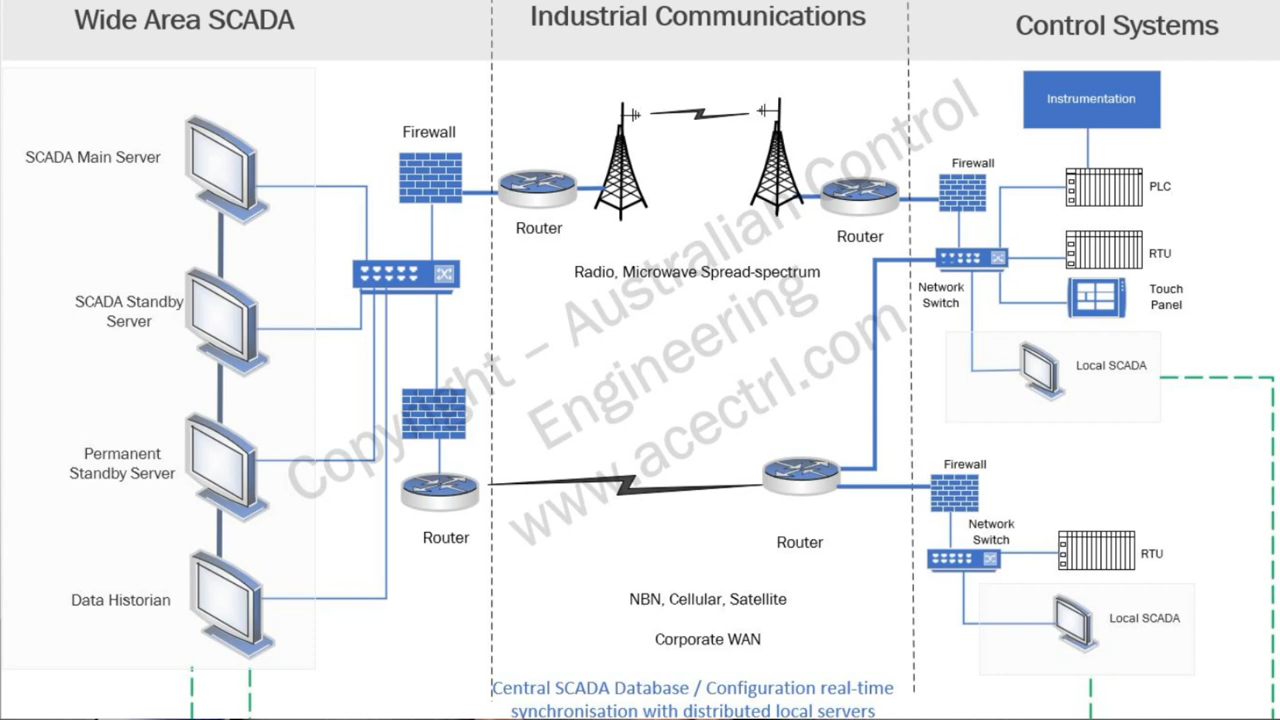 Wide Area SCADA
Industrial Communications
Control Systems
SCADA Main Server
SCADA Standby
Server
Permanent
Standby Server
Data Historian
Firewall
Router
Router
Router
Router
Radio, Microwave Spread-spectrum
NBN, Cellular, Satellite
Corporate WAN
Central SCADA Database / Configuration real-time
synchronisation with distributed local servers
Instrumentation
Firewall
PLC
RTU
Touch
Panel
Network
Switch
Local SCADA
Firewall
Network
Switch
RTU
Local SCADA
Copyright – Australian Control
Engineering
www.acectrl.com